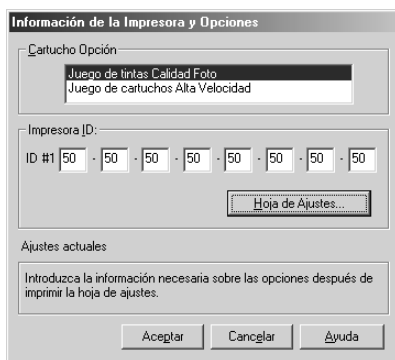 Información de la Impresora y Opciones
Cartucho Opción
Juego de tintas Calidad Foto
Juego de cartuchos Alta Velocidad
Impresora ID:
ID #1 50 - 50 - 50 - 50 - 50 - 50 - 50 - 50
Hoja de Ajustes...
Ajustes actuales
Introduzca la información necesaria sobre las opciones después de
imprimir la hoja de ajustes.
Aceptar Cancelar Ayuda